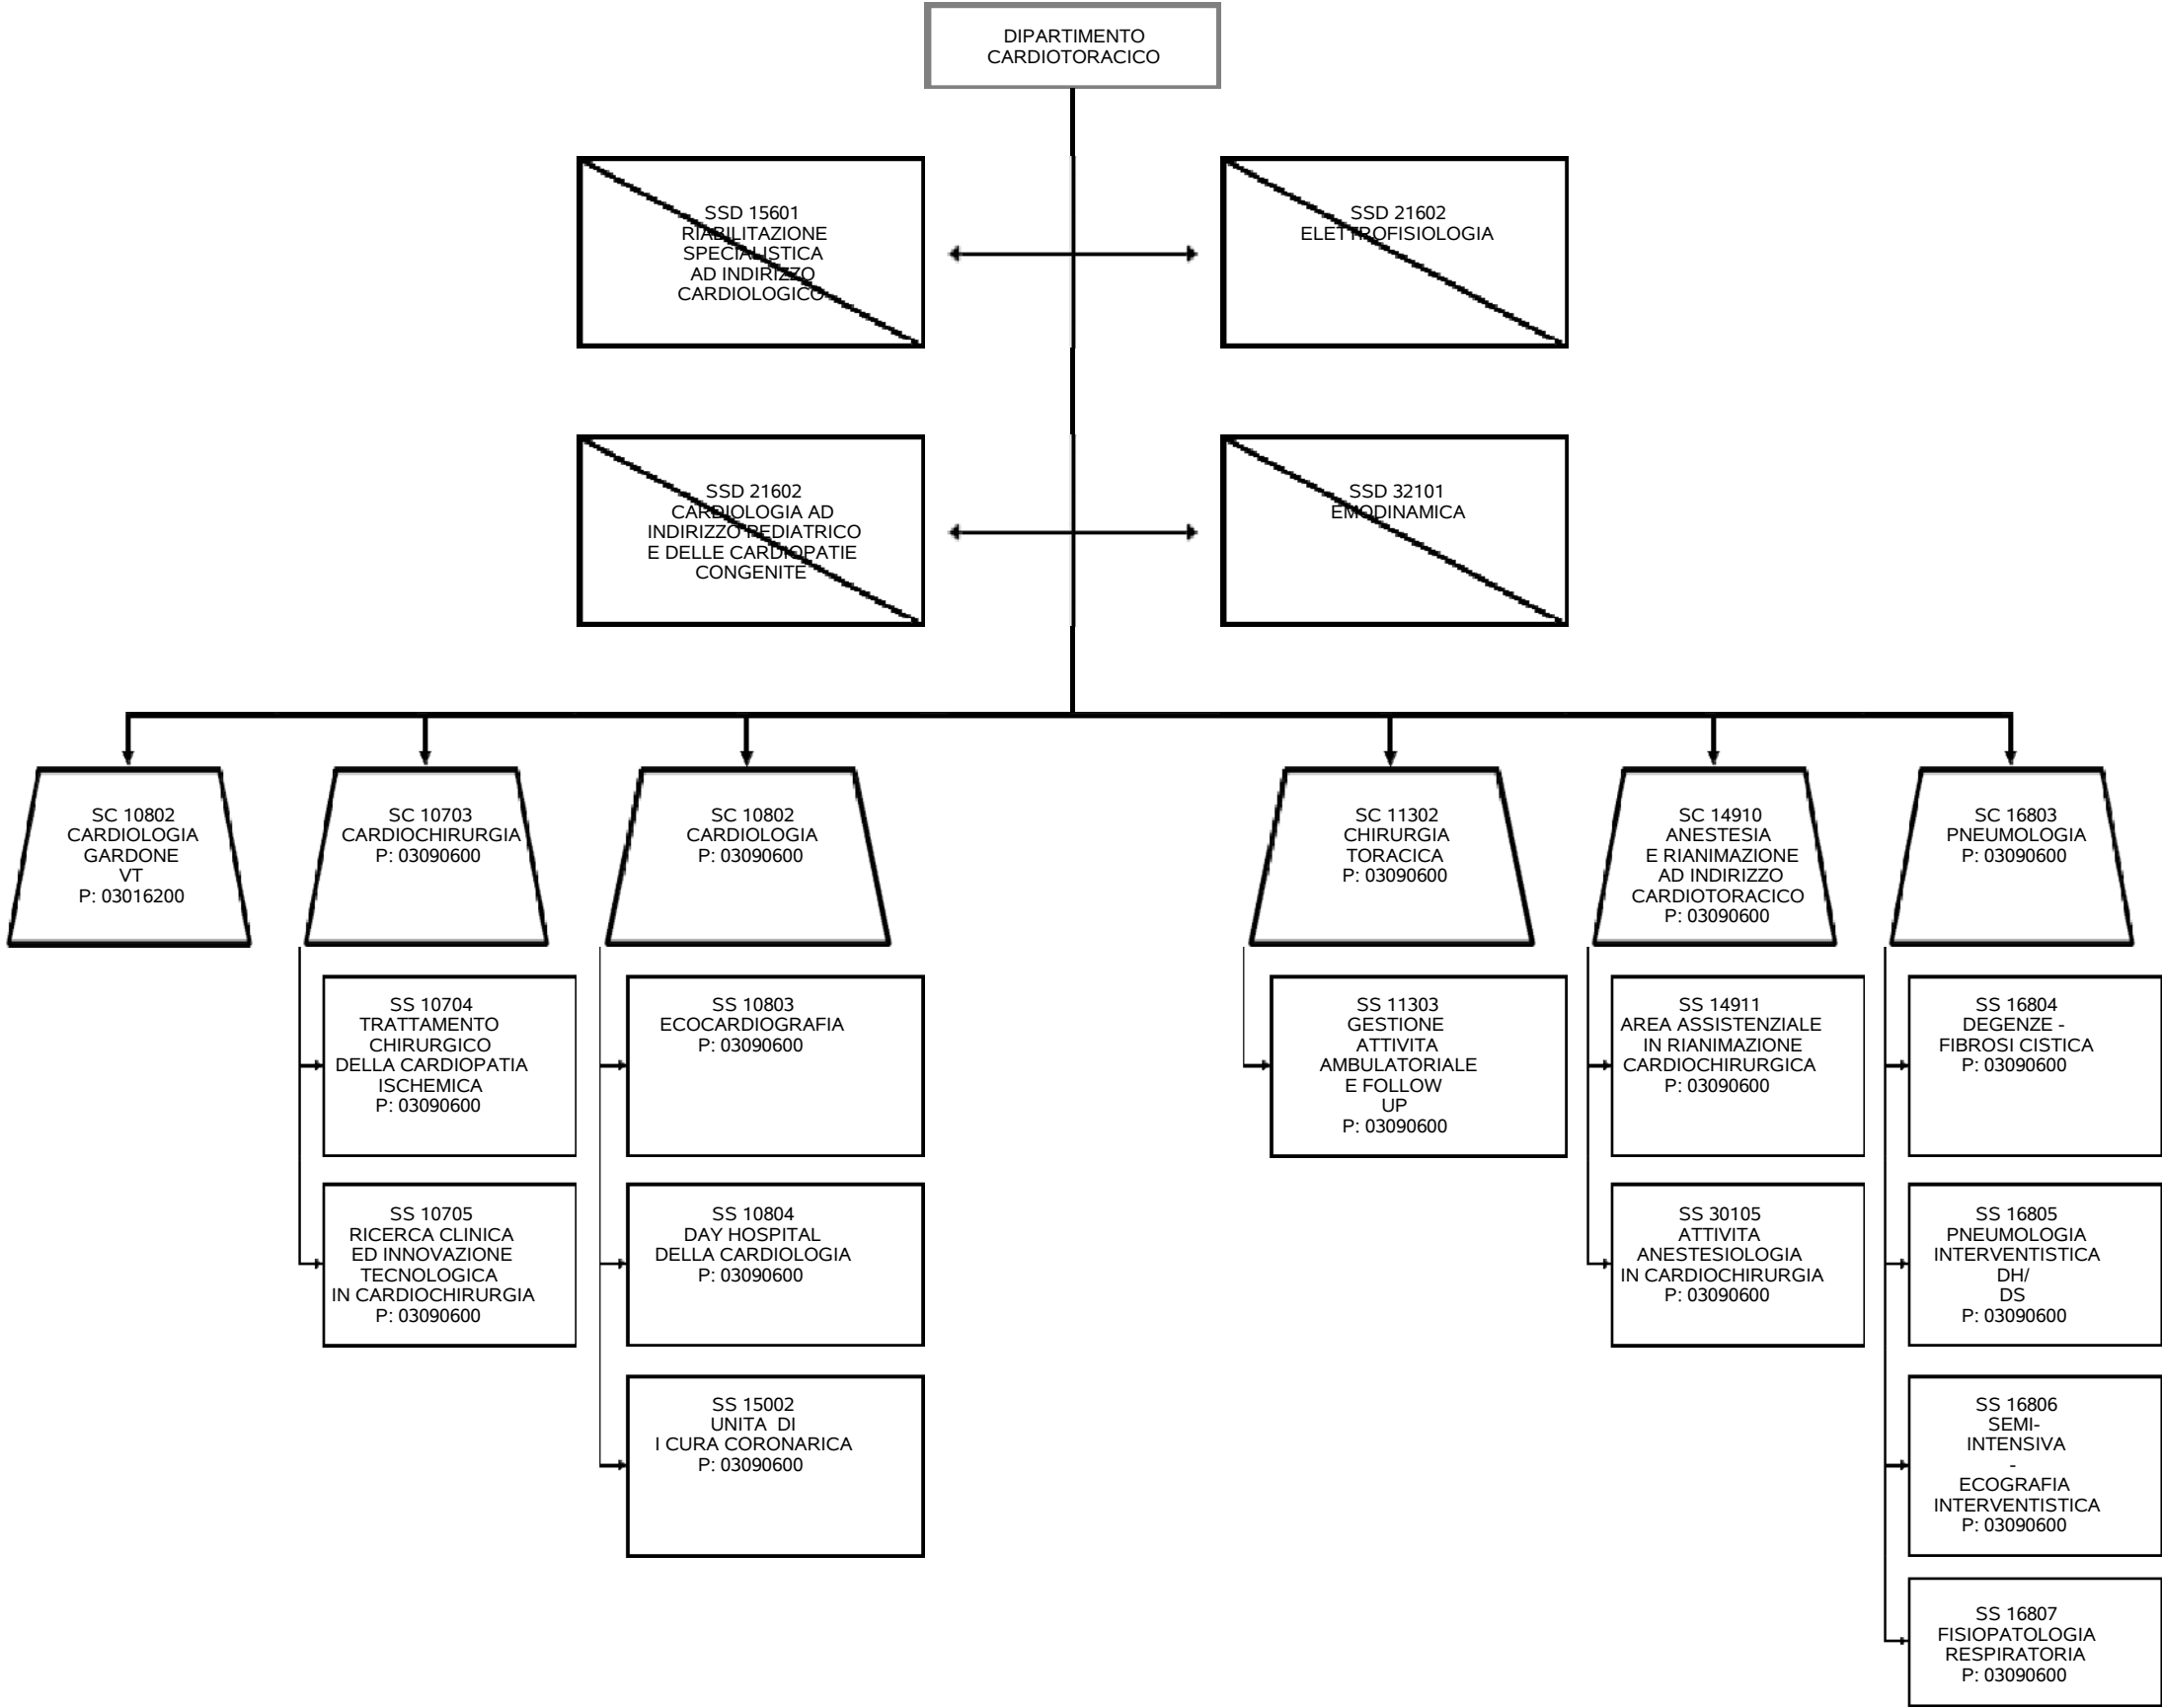 DIPARTIMENTO
CARDIOTORACICO
SSD 15601
RIABILITAZIONE
SPECIALISTICA
AD INDIRIZZO
CARDIOLOGICO
SSD 21602
ELETTROFISIOLOGIA
SSD 21602
CARDIOLOGIA AD
INDIRIZZO PEDIATRICO
E DELLE CARDIOPATIE
CONGENITE
SSD 32101
EMODINAMICA
SC 10802
CARDIOLOGIA
GARDONE
VT
P: 03016200
SC 10703
CARDIOCHIRURGIA
P: 03090600
SC 10802
CARDIOLOGIA
P: 03090600
SC 11302
CHIRURGIA
TORACICA
P: 03090600
SC 14910
ANESTESIA
E RIANIMAZIONE
AD INDIRIZZO
CARDIOTORACICO
P: 03090600
SC 16803
PNEUMOLOGIA
P: 03090600
SS 10704
TRATTAMENTO
CHIRURGICO
DELLA CARDIOPATIA
ISCHEMICA
P: 03090600
SS 10803
ECOCARDIOGRAFIA
P: 03090600
SS 11303
GESTIONE
ATTIVITA
AMBULATORIALE
E FOLLOW
UP
P: 03090600
SS 14911
AREA ASSISTENZIALE
IN RIANIMAZIONE
CARDIOCHIRURGICA
P: 03090600
SS 16804
DEGENZE -
FIBROSI CISTICA
P: 03090600
SS 10705
RICERCA CLINICA
ED INNOVAZIONE
TECNOLOGICA
IN CARDIOCHIRURGIA
P: 03090600
SS 10804
DAY HOSPITAL
DELLA CARDIOLOGIA
P: 03090600
SS 30105
ATTIVITA
ANESTESIOLOGIA
IN CARDIOCHIRURGIA
P: 03090600
SS 16805
PNEUMOLOGIA
INTERVENTISTICA
DH/
DS
P: 03090600
SS 15002
UNITA DI
I CURA CORONARICA
P: 03090600
SS 16806
SEMI-
INTENSIVA
-
ECOGRAFIA
INTERVENTISTICA
P: 03090600
SS 16807
FISIOPATOLOGIA
RESPIRATORIA
P: 03090600